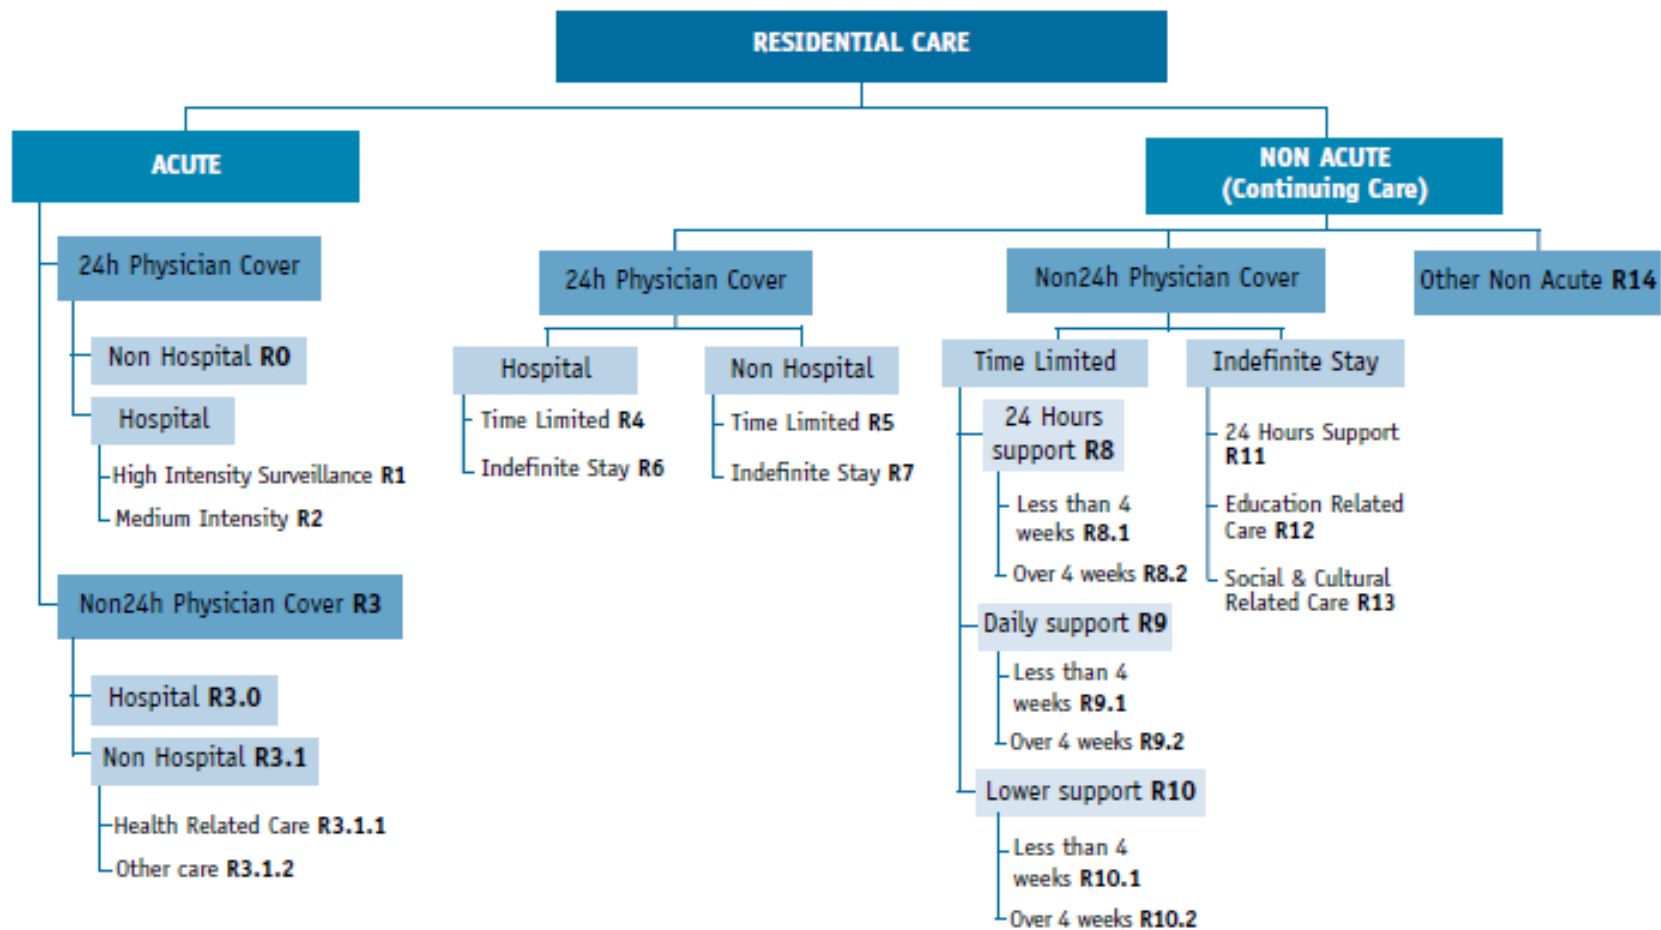 RESIDENTIAL CARE
ACUTE
24h Physician Cover
Non Hospital R0
Hospital
High Intensity Surveillance R1
Medium Intensity R2
Non24h Physician Cover R3
Hospital R3.0
Non Hospital R3.1
Health Related Care R3.1.1
Other care R3.1.2
NON ACUTE
(Continuing Care)
24h Physician Cover
Hospital
Time Limited R4
Indefinite Stay R6
Non Hospital
Time Limited R5
Indefinite Stay R7
Non24h Physician Cover
Time Limited
24 Hours
support R8
Less than 4
weeks R8.1
Over 4 weeks R8.2
Daily support R9
Less than 4
weeks R9.1
Over 4 weeks R9.2
Lower support R10
Less than 4
weeks R10.1
Over 4 weeks R10.2
Indefinite Stay
24 Hours Support
R11
Education Related
Care R12
Social & Cultural
Related Care R13
Other Non Acute R14